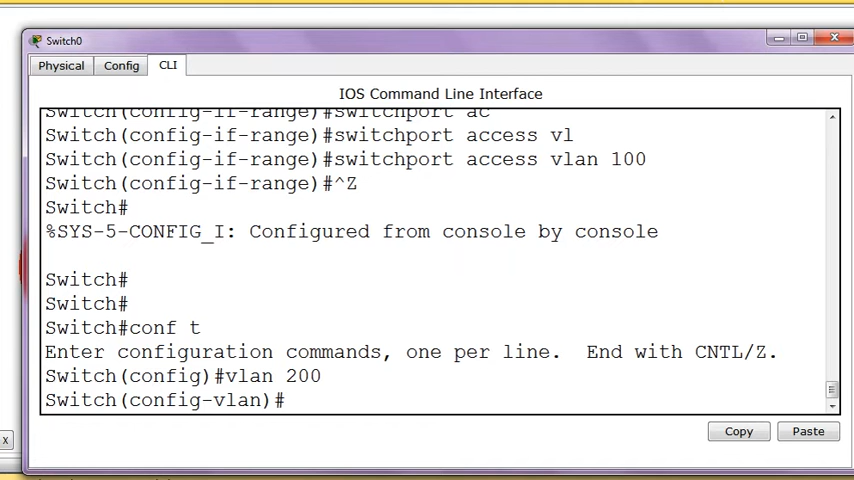 Switch0
Physical Config CLI
IOS Command Line Interface
Switch(config-if-range)#switchport ac
Switch(config-if-range)#switchport access vl
Switch(config-if-range)#switchport access vlan 100
Switch(config-if-range)#^Z
Switch#
%SYS-5-CONFIG_I: Configured from console by console
Switch#
Switch#
Switch#conf t
Enter configuration commands, one per line.  End with CNTL/Z.
Switch(config)#vlan 200
Switch(config-vlan)#
Copy Paste
x